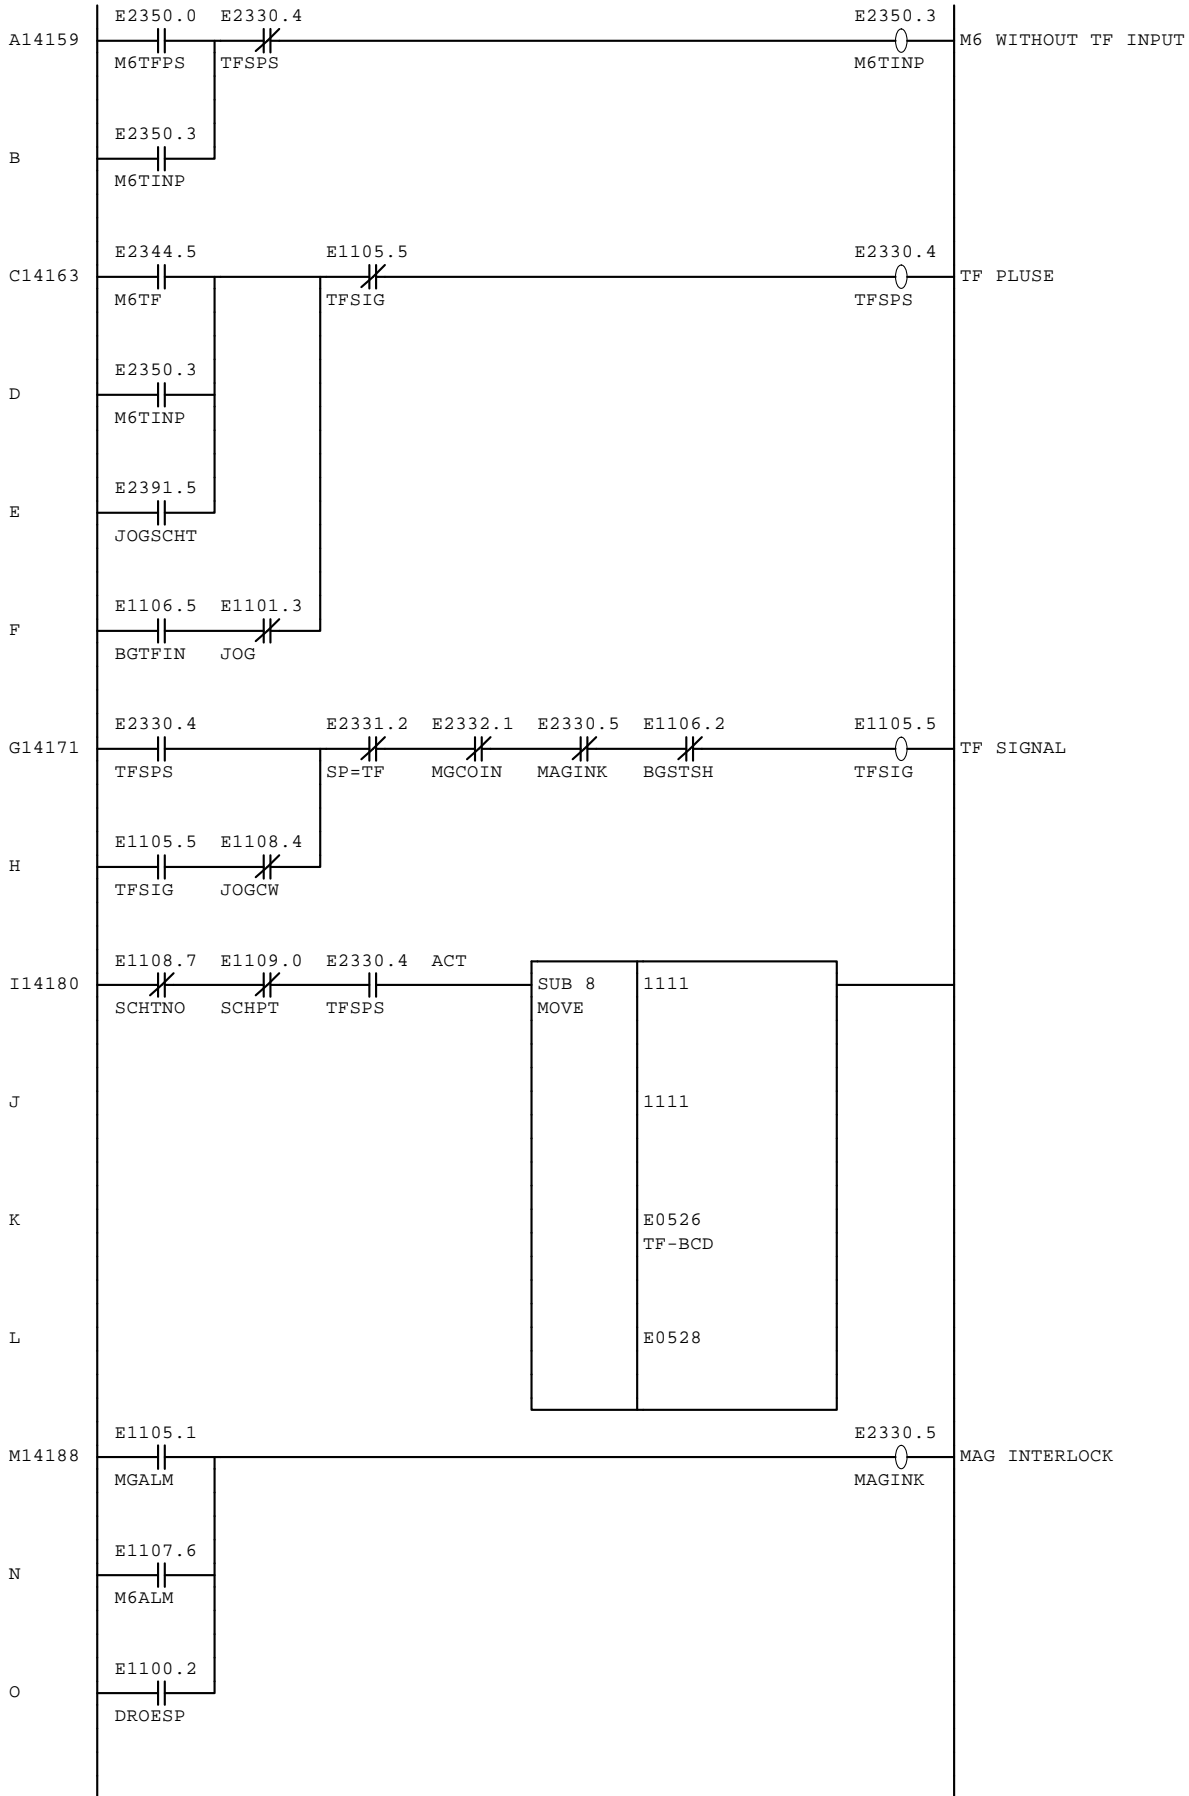 E2350.0 E2330.4 E2350.3
A14159 M6 WITHOUT TF INPUT
M6TFPS TFSPS M6TINP
E2350.3
B
M6TINP
E2344.5 E1105.5 E2330.4
C14163 TF PLUSE
M6TF TFSIG TFSPS
E2350.3
D
M6TINP
E2391.5
E
JOGSCHT
E1106.5 E1101.3
F
BGTFIN JOG
E2330.4 E2331.2 E2332.1 E2330.5 E1106.2 E1105.5
G14171 TF SIGNAL
TFSPS SP=TF MGCOIN MAGINK BGSTSH TFSIG
E1105.5 E1108.4
H
TFSIG JOGCW
E1108.7 E1109.0 E2330.4 ACT
I14180 SUB 8 1111
SCHTNO SCHPT TFSPS MOVE
J 1111
K E0526
TF-BCD
L E0528
E1105.1 E2330.5
M14188 MAG INTERLOCK
MGALM MAGINK
E1107.6
N
M6ALM
E1100.2
O
DROESP